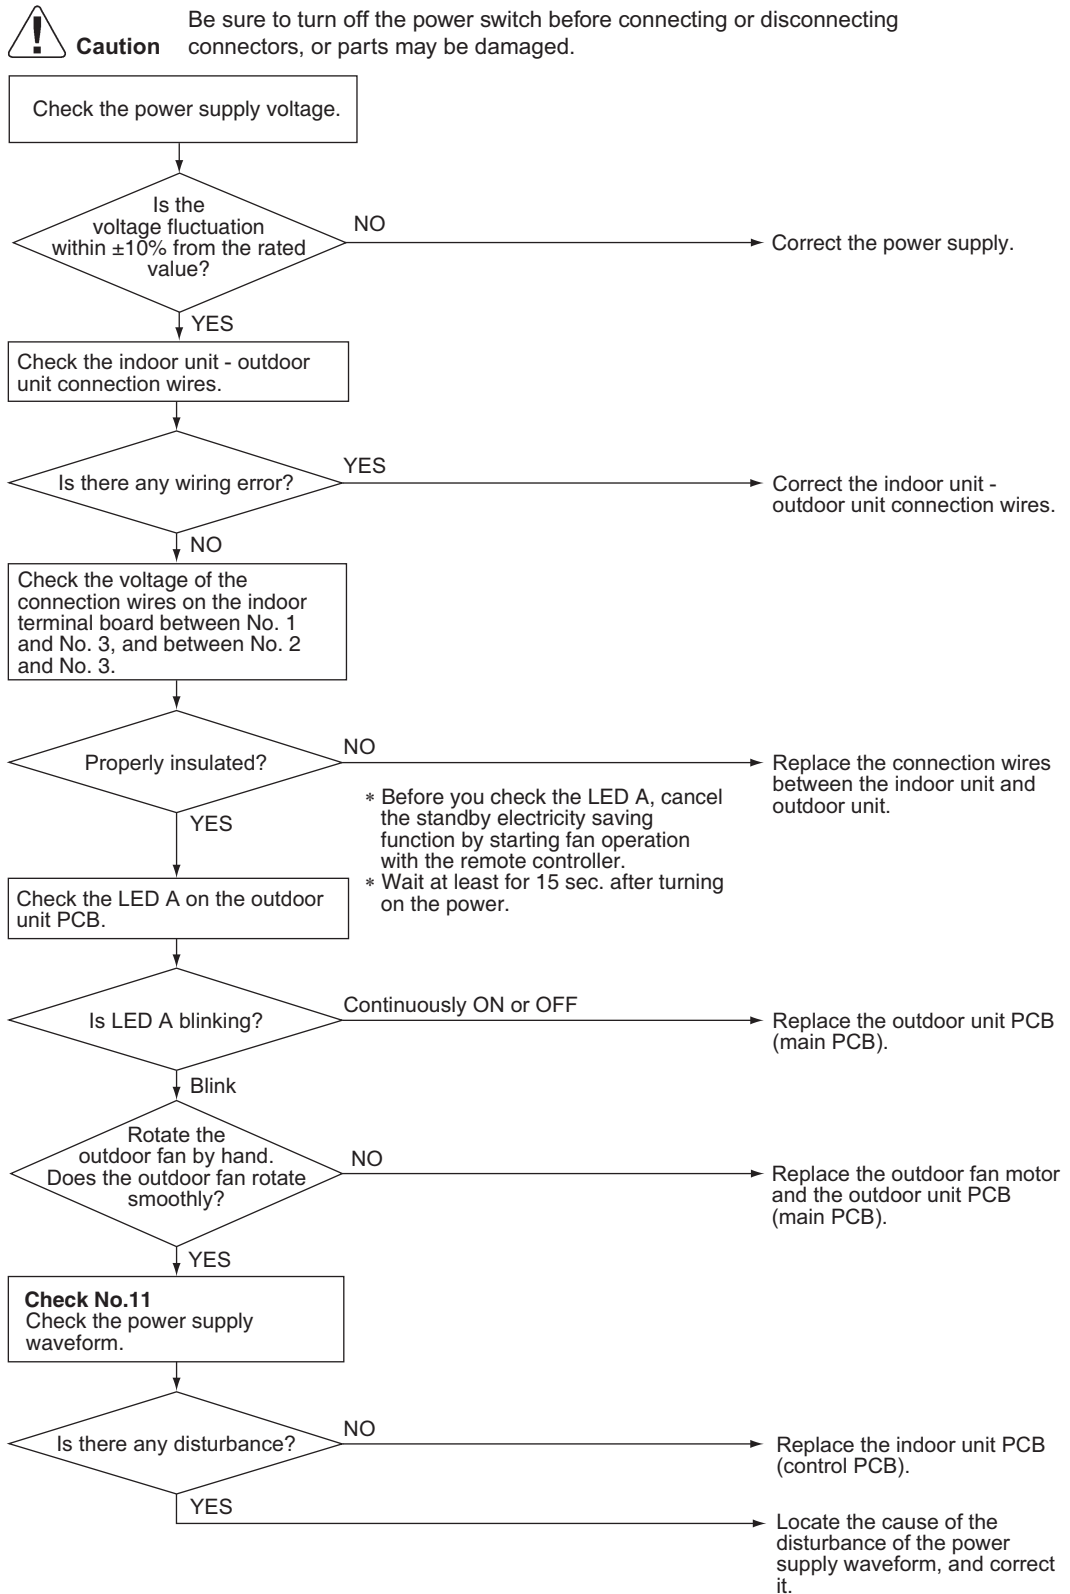 Caution
Be sure to turn off the power switch before connecting or disconnecting
connectors, or parts may be damaged.
Check the power supply voltage.
Is the
voltage fluctuation
within ±10% from the rated
value?
NO
Correct the power supply.
YES
Check the indoor unit - outdoor
unit connection wires.
Is there any wiring error?
YES
Correct the indoor unit -
outdoor unit connection wires.
NO
Check the voltage of the
connection wires on the indoor
terminal board between No. 1
and No. 3, and between No. 2
and No. 3.
Properly insulated?
NO
Replace the connection wires
between the indoor unit and
outdoor unit.
YES
* Before you check the LED A, cancel
the standby electricity saving
function by starting fan operation
with the remote controller.
* Wait at least for 15 sec. after turning
on the power.
Check the LED A on the outdoor
unit PCB.
Is LED A blinking?
Continuously ON or OFF
Replace the outdoor unit PCB
(main PCB).
Blink
Rotate the
outdoor fan by hand.
Does the outdoor fan rotate
smoothly?
NO
Replace the outdoor fan motor
and the outdoor unit PCB
(main PCB).
YES
Check No.11
Check the power supply
waveform.
Is there any disturbance?
NO
Replace the indoor unit PCB
(control PCB).
YES
Locate the cause of the
disturbance of the power
supply waveform, and correct
it.